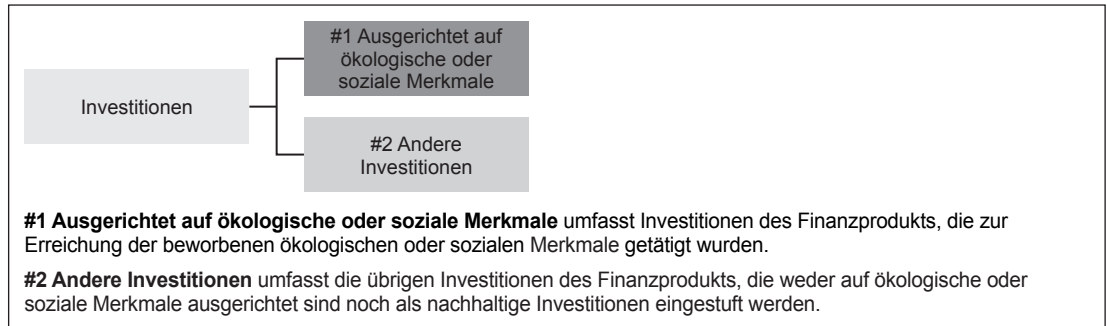 #1 Ausgerichtet auf
ökologische oder
soziale Merkmale
Investitionen
#2 Andere
Investitionen
#1 Ausgerichtet auf ökologische oder soziale Merkmale umfasst Investitionen des Finanzprodukts, die zur
Erreichung der beworbenen ökologischen oder sozialen Merkmale getätigt wurden.
#2 Andere Investitionen umfasst die übrigen Investitionen des Finanzprodukts, die weder auf ökologische oder
soziale Merkmale ausgerichtet sind noch als nachhaltige Investitionen eingestuft werden.